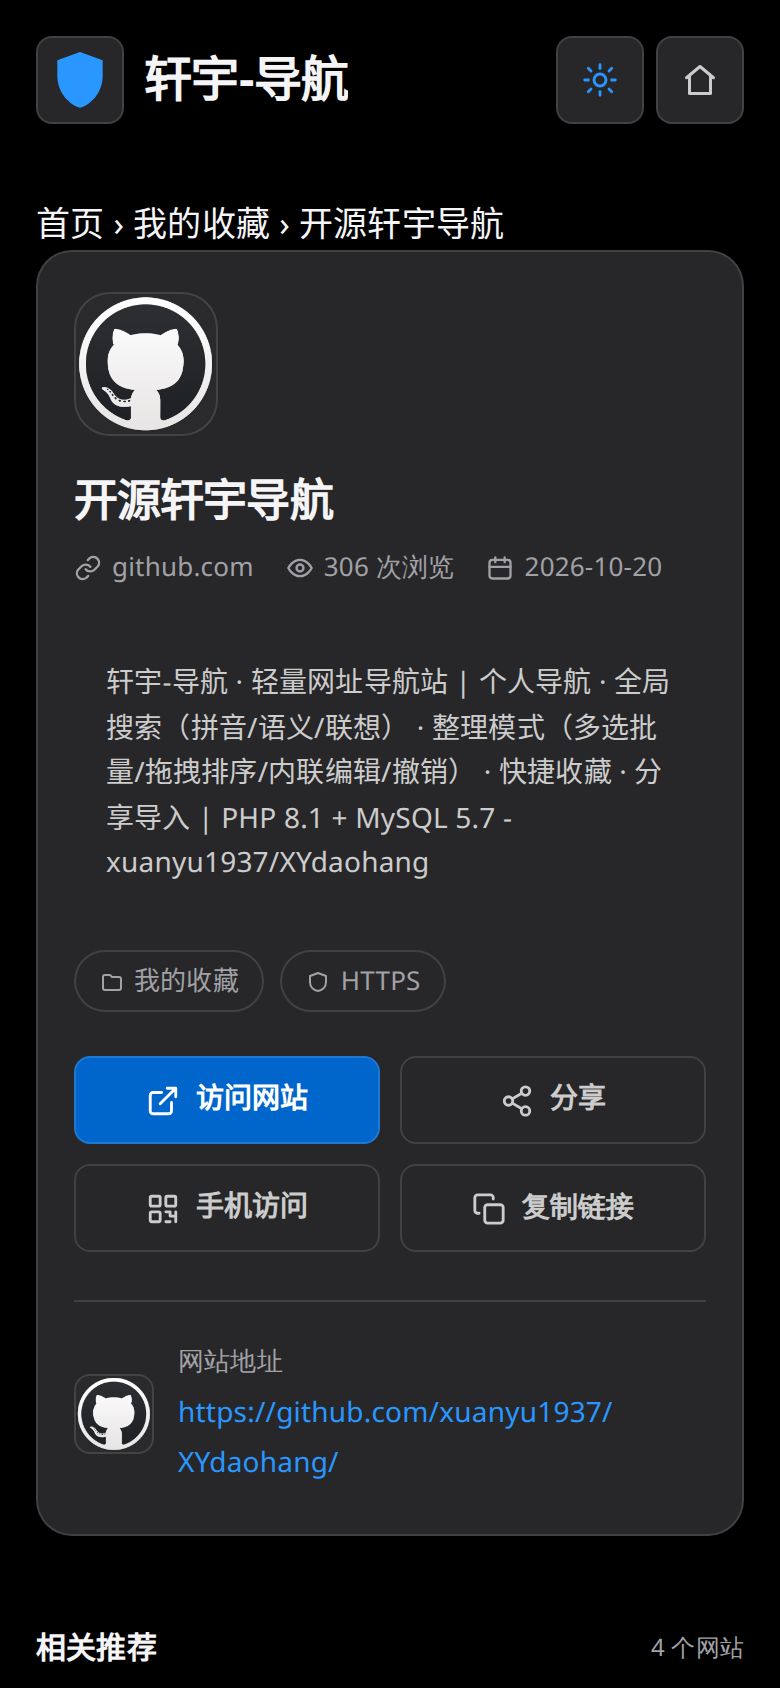 轩宇-导航
首页 › 我的收藏 › 开源轩宇导航
开源轩宇导航
github.com 306 次浏览 2026-10-20
轩宇-导航 · 轻量网址导航站 | 个人导航 · 全局
搜索（拼音/语义/联想） · 整理模式（多选批
量/拖拽排序/内联编辑/撤销） · 快捷收藏 · 分
享导入 | PHP 8.1 + MySQL 5.7 -
xuanyu1937/XYdaohang
我的收藏 HTTPS
访问网站 分享
手机访问 复制链接
网站地址
https://github.com/xuanyu1937/
XYdaohang/
相关推荐 4 个网站